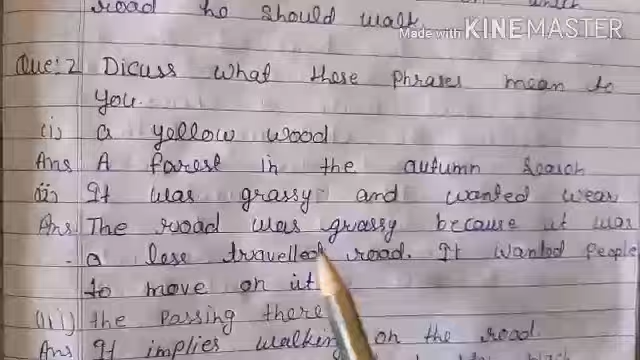 road he should walk
Made with KINEMASTER
Que:2 Dicuss what these phrases mean to
you.
(i) a yellow wood
Ans A forest in the autumn search
(ii) It was grassy and wanted wear
Ans. The road was grassy because it was
a less travelled road. It wanted people
to move on it
(iii) the passing there
Ans It implies walking on the road.